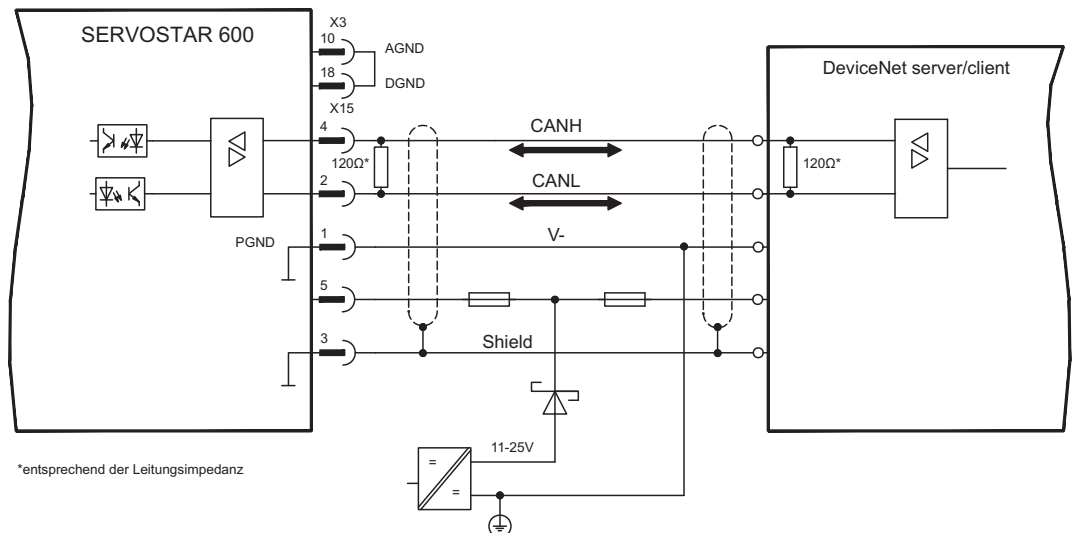 SERVOSTAR 600
X3
10
AGND
18
DGND
X15
4
120Ω*
2
PGND
1
5
3
CANH
CANL
V-
Shield
11-25V
=
=
DeviceNet server/client
120Ω*
*entsprechend der Leitungsimpedanz